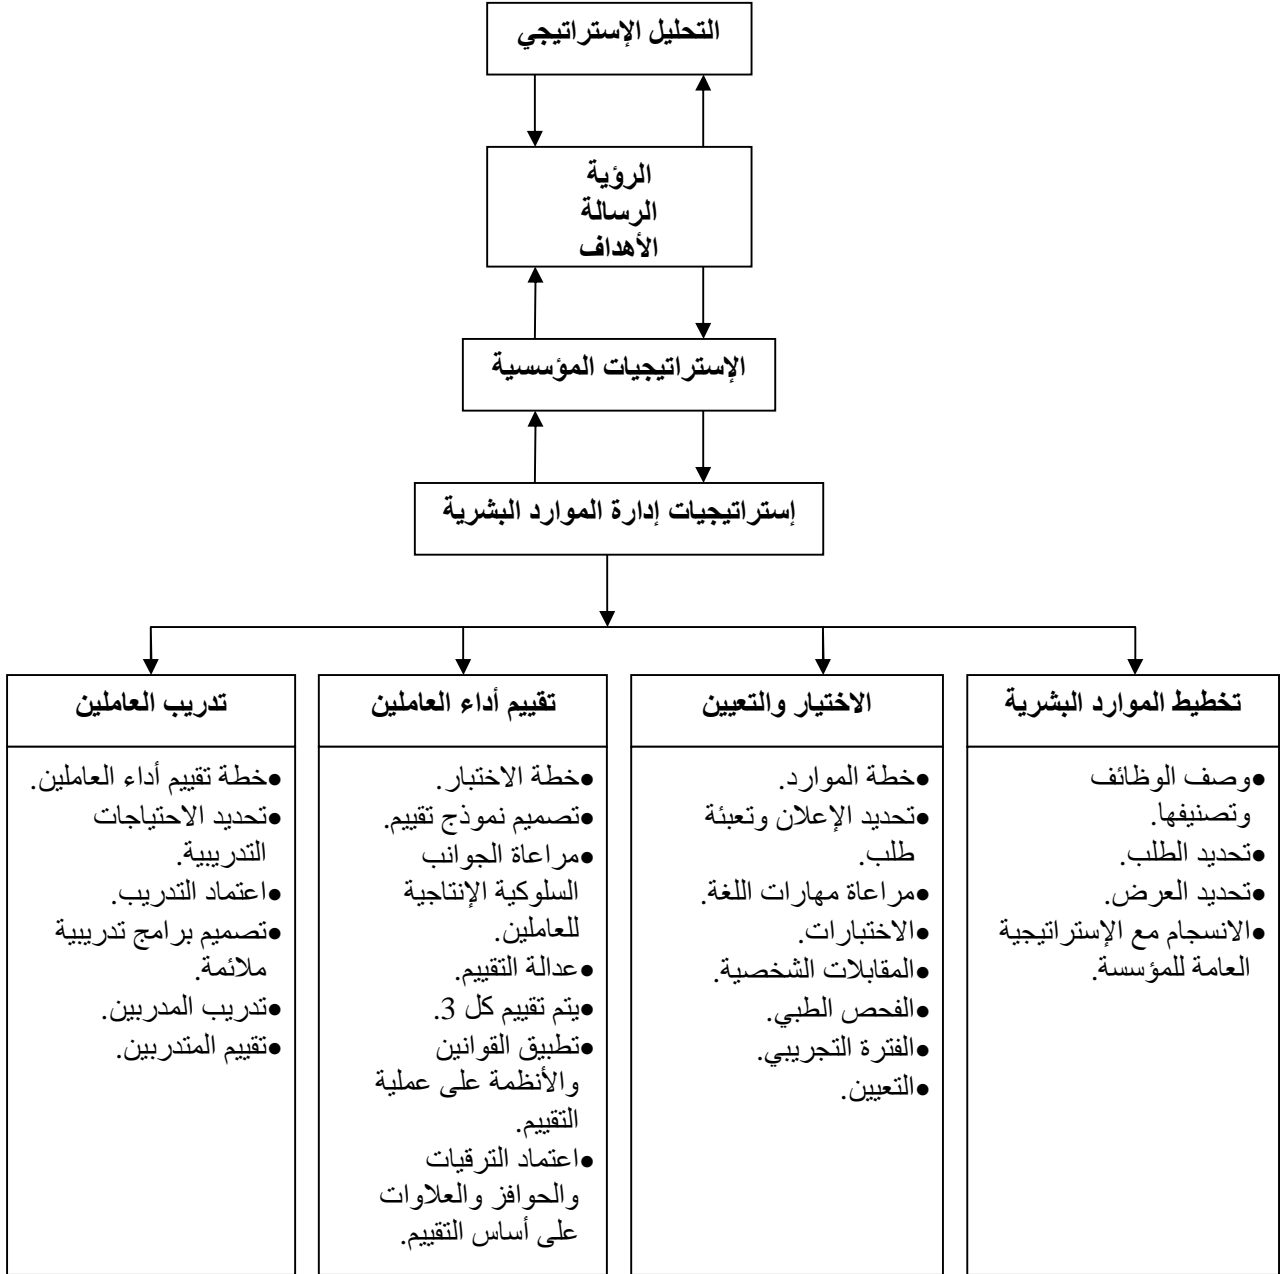 التحليل الإستراتيجي
الرؤية
الرسالة
الأهداف
الإستراتيجيات المؤسسية
إستراتيجيات إدارة الموارد البشرية
تخطيط الموارد البشرية
●وصف الوظائف
وتصنيفها.
●تحديد الطلب.
●تحديد العرض.
●الانسجام مع الإستراتيجية
العامة للمؤسسة.
الاختيار والتعيين
●خطة الموارد.
●تحديد الإعلان وتعبئة
طلب.
●مراعاة مهارات اللغة.
●الاختبارات.
●المقابلات الشخصية.
●الفحص الطبي.
●الفترة التجريبي.
●التعيين.
تقييم أداء العاملين
●خطة الاختبار.
●تصميم نموذج تقييم.
●مراعاة الجوانب
السلوكية الإنتاجية
للعاملين.
●عدالة التقييم.
●يتم تقييم كل 3.
●تطبيق القوانين
والأنظمة على عملية
التقييم.
●اعتماد الترقيات
والحوافز والعلاوات
على أساس التقييم.
تدريب العاملين
●خطة تقييم أداء العاملين.
●تحديد الاحتياجات
التدريبية.
●اعتماد التدريب.
●تصميم برامج تدريبية
ملائمة.
●تدريب المدربين.
●تقييم المتدربين.